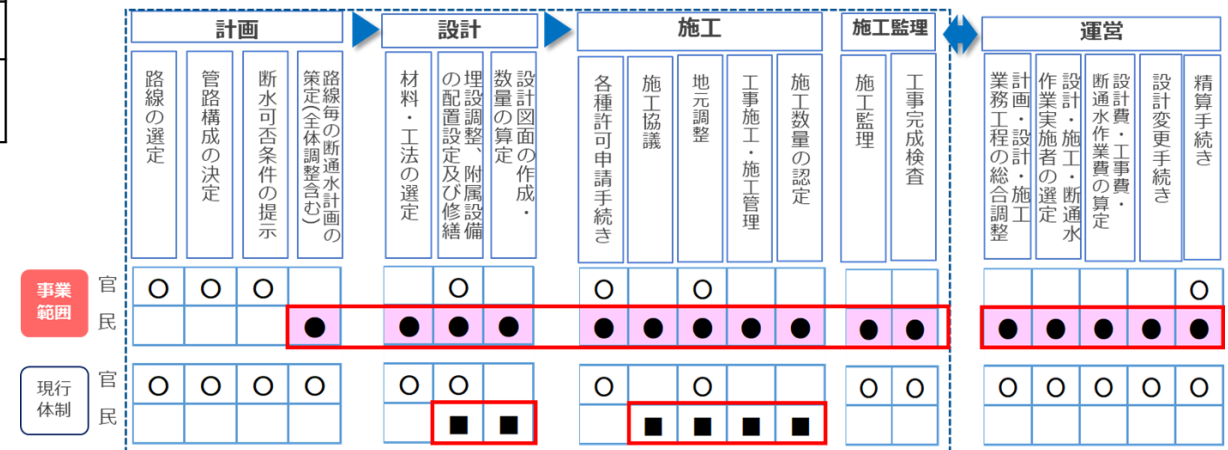 計画
設計
施工
施工監理
運営
路線の選定
管路構成の決定
断水可否条件の提示
路線毎の断通水計画の
策定(全体調整含む)
材料・工法の選定
埋設調整、附属設備
の配置設定及び修繕
設計図面の作成・
数量の算定
各種許可申請手続き
施工協議
地元調整
工事施工・施工管理
施工数量の認定
施工監理
工事完成検査
計画・設計・施工
業務工程の総合調整
設計・施工・断通水
作業実施者の選定
設計費・工事費・
断通水作業費の算定
設計変更手続き
精算手続き
事業
範囲
官 ○ ○ ○ ○ ○ ○ ○
民 ● ● ● ● ● ● ● ● ● ● ● ● ● ● ● ●
現行
体制
官 ○ ○ ○ ○ ○ ○ ○ ○ ○ ○ ○ ○ ○ ○ ○
民 ■ ■ ■ ■ ■ ■